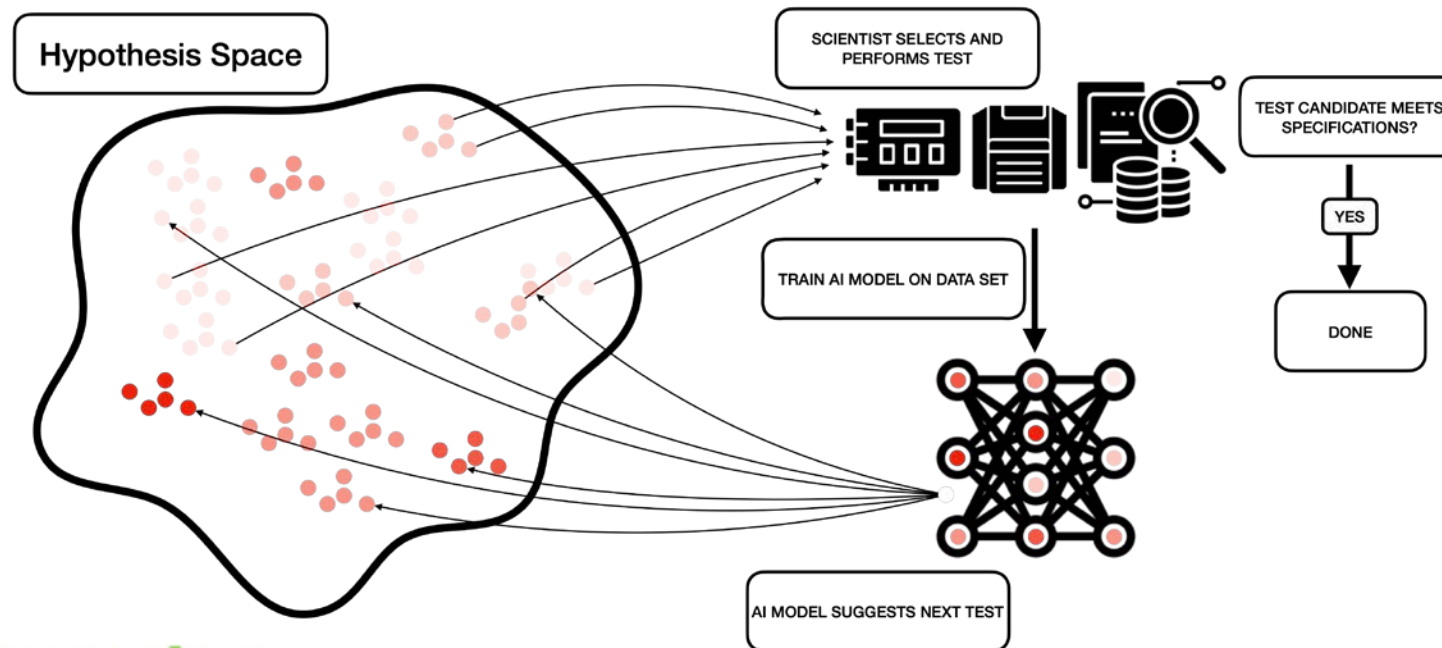 Hypothesis Space
SCIENTIST SELECTS AND
PERFORMS TEST
TEST CANDIDATE MEETS
SPECIFICATIONS?
YES
TRAIN AI MODEL ON DATA SET
DONE
AI MODEL SUGGESTS NEXT TEST